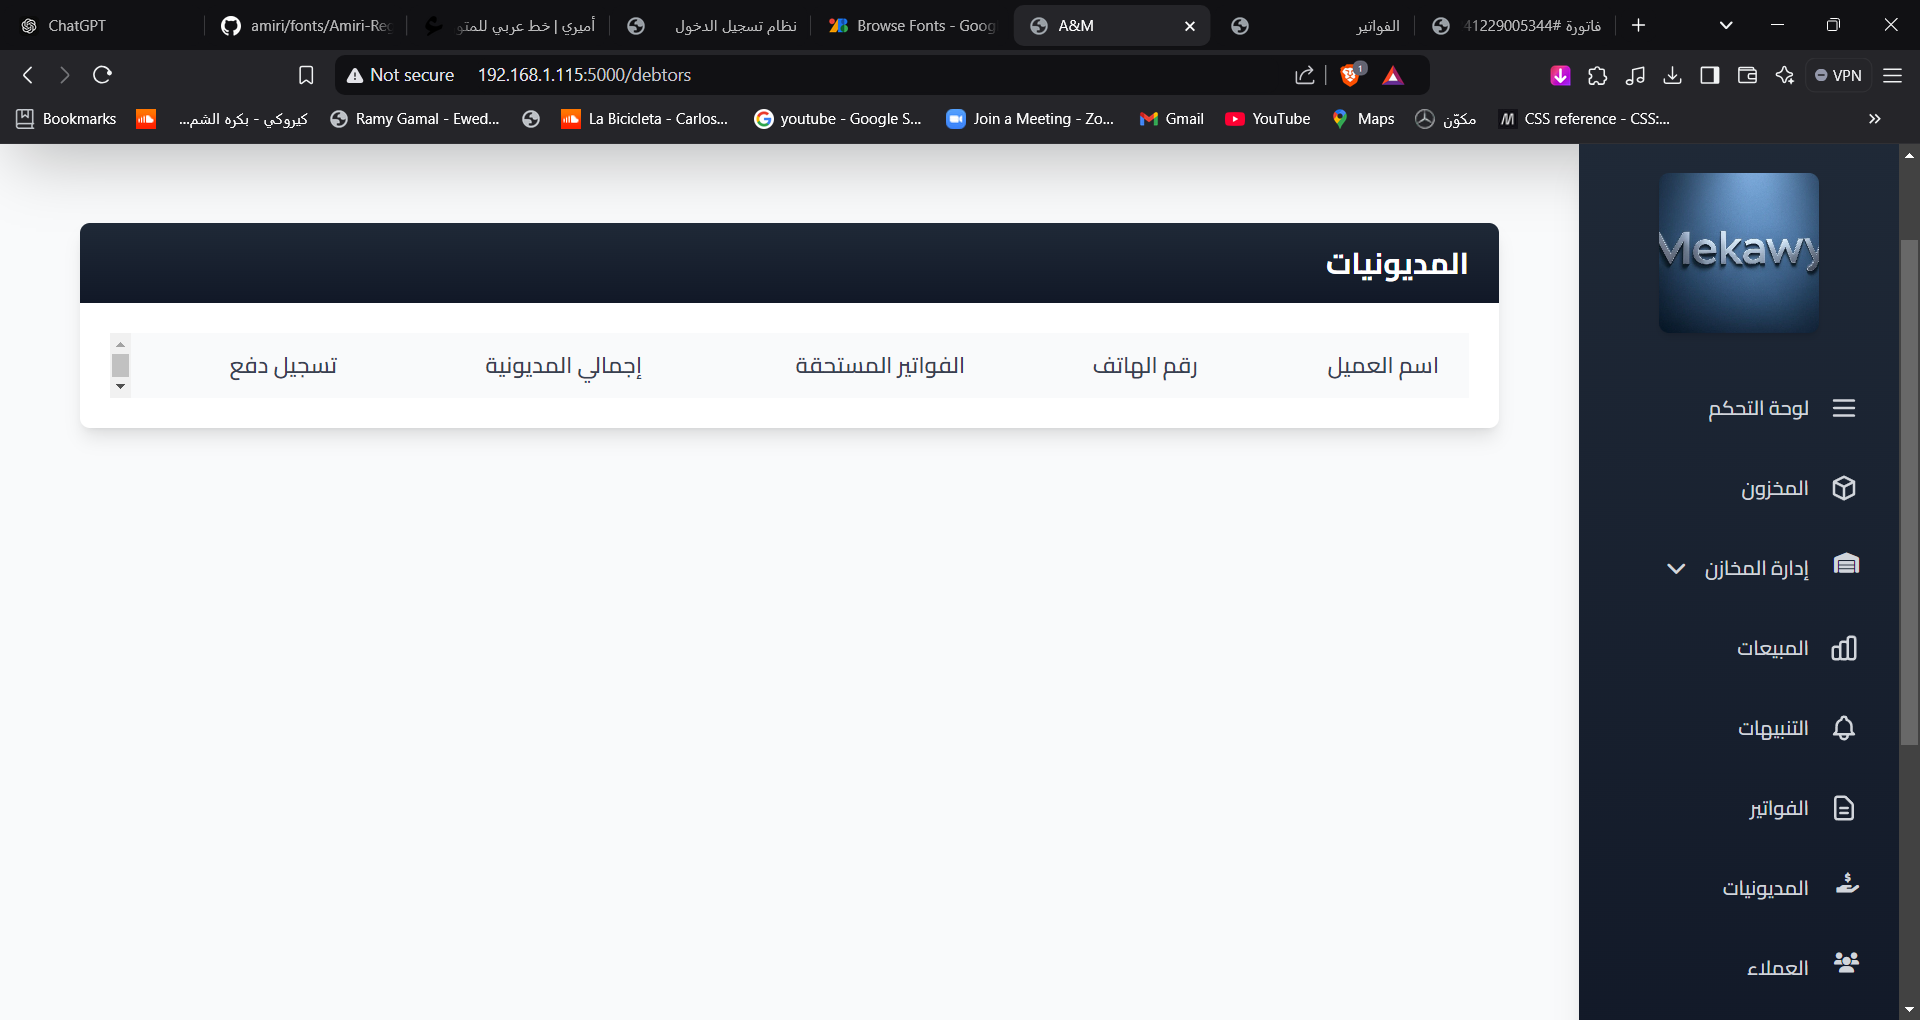 ChatGPT
amiri/fonts/Amiri-Reg
أميري | خط عربي للمتو
نظام تسجيل الدخول
Browse Fonts - Goog
A&M
الفواتير
فاتورة #41229005344
Not secure 192.168.1.115:5000/debtors
1
VPN
Bookmarks
كيروكي - بكره الشم...
Ramy Gamal - Ewed...
La Bicicleta - Carlos...
youtube - Google S...
Join a Meeting - Zo...
Gmail
YouTube
Maps
مكوّن
CSS reference - CSS:...
Mekawy
المديونيات
اسم العميل رقم الهاتف الفواتير المستحقة إجمالي المديونية تسجيل دفع
لوحة التحكم
المخزون
إدارة المخازن
المبيعات
التنبيهات
الفواتير
المديونيات
العملاء